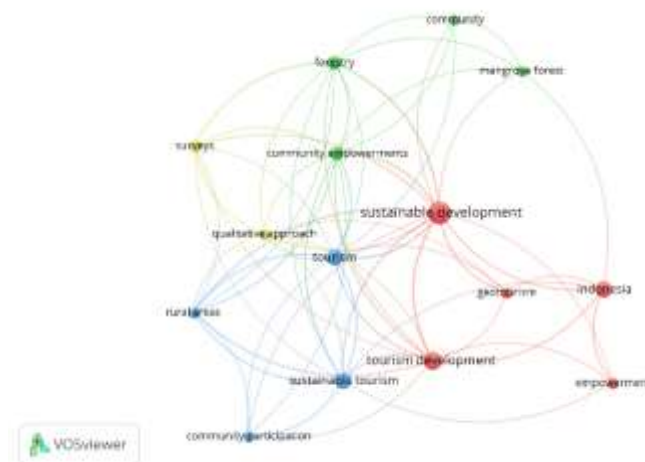 community
forestry
mangrove forest
surveys
community empowerments
sustainable development
qualitative approach
tourism
geotourism
indonesia
rural areas
tourism development
sustainable tourism
empowerment
community participation
VOSviewer